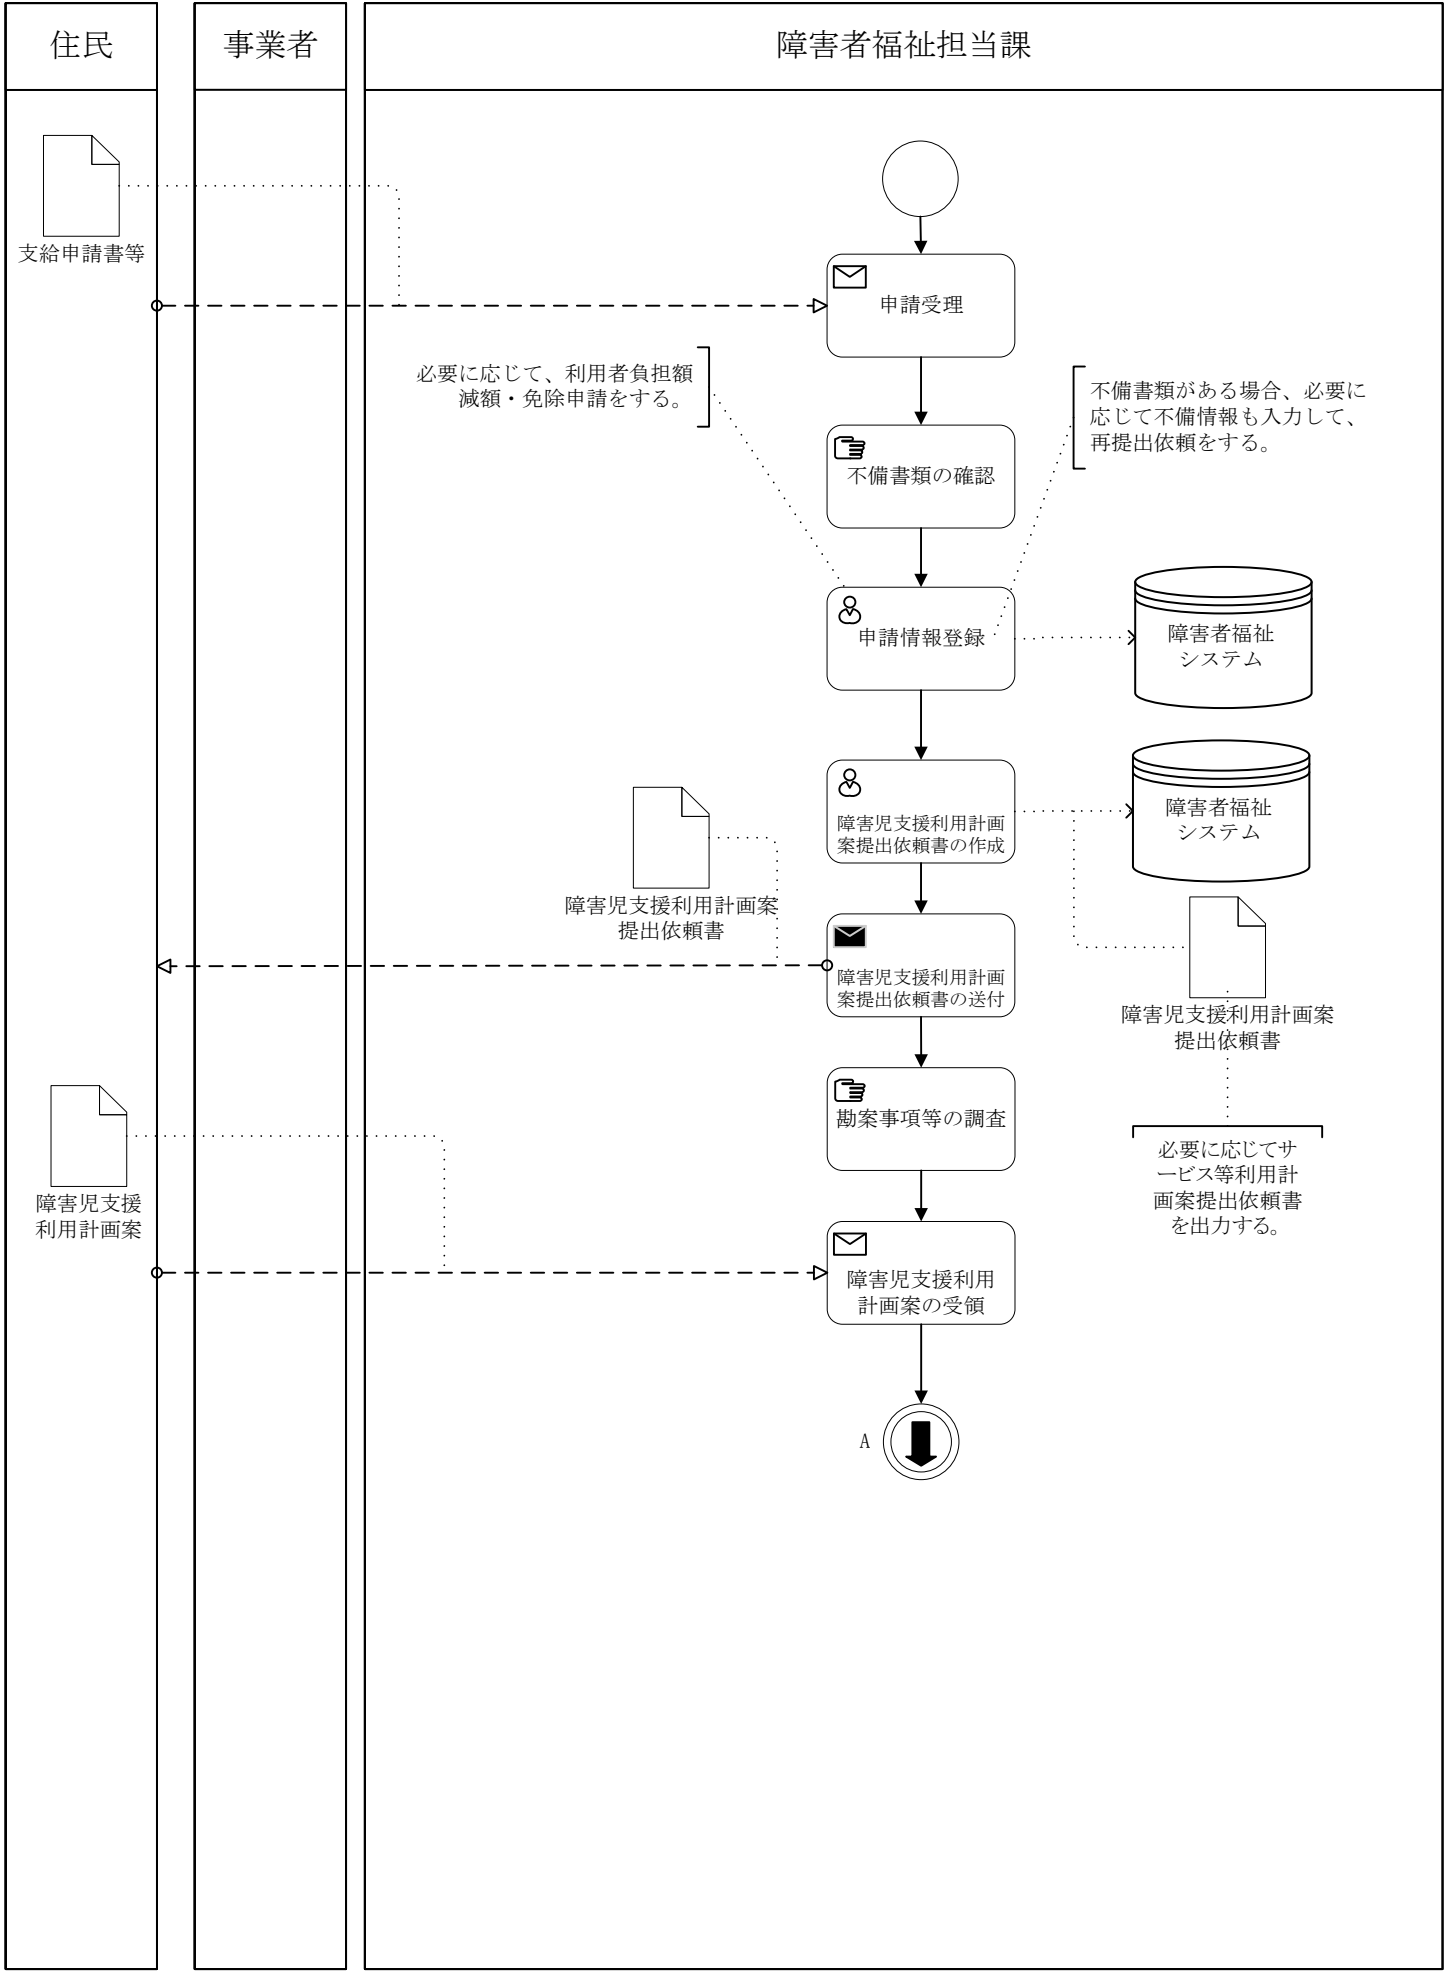 住民
事業者
障害者福祉担当課
支給申請書等
申請受理
必要に応じて、利用者負担額
減額・免除申請をする。
不備書類がある場合、必要に
応じて不備情報も入力して、
再提出依頼をする。
不備書類の確認
申請情報登録
障害者福祉
システム
障害児支援利用計画
案提出依頼書の作成
障害者福祉
システム
障害児支援利用計画案
提出依頼書
障害児支援利用計画
案提出依頼書の送付
障害児支援利用計画案
提出依頼書
勘案事項等の調査
必要に応じてサ
ービス等利用計
画案提出依頼書
を出力する。
障害児支援
利用計画案
障害児支援利用
計画案の受領
A